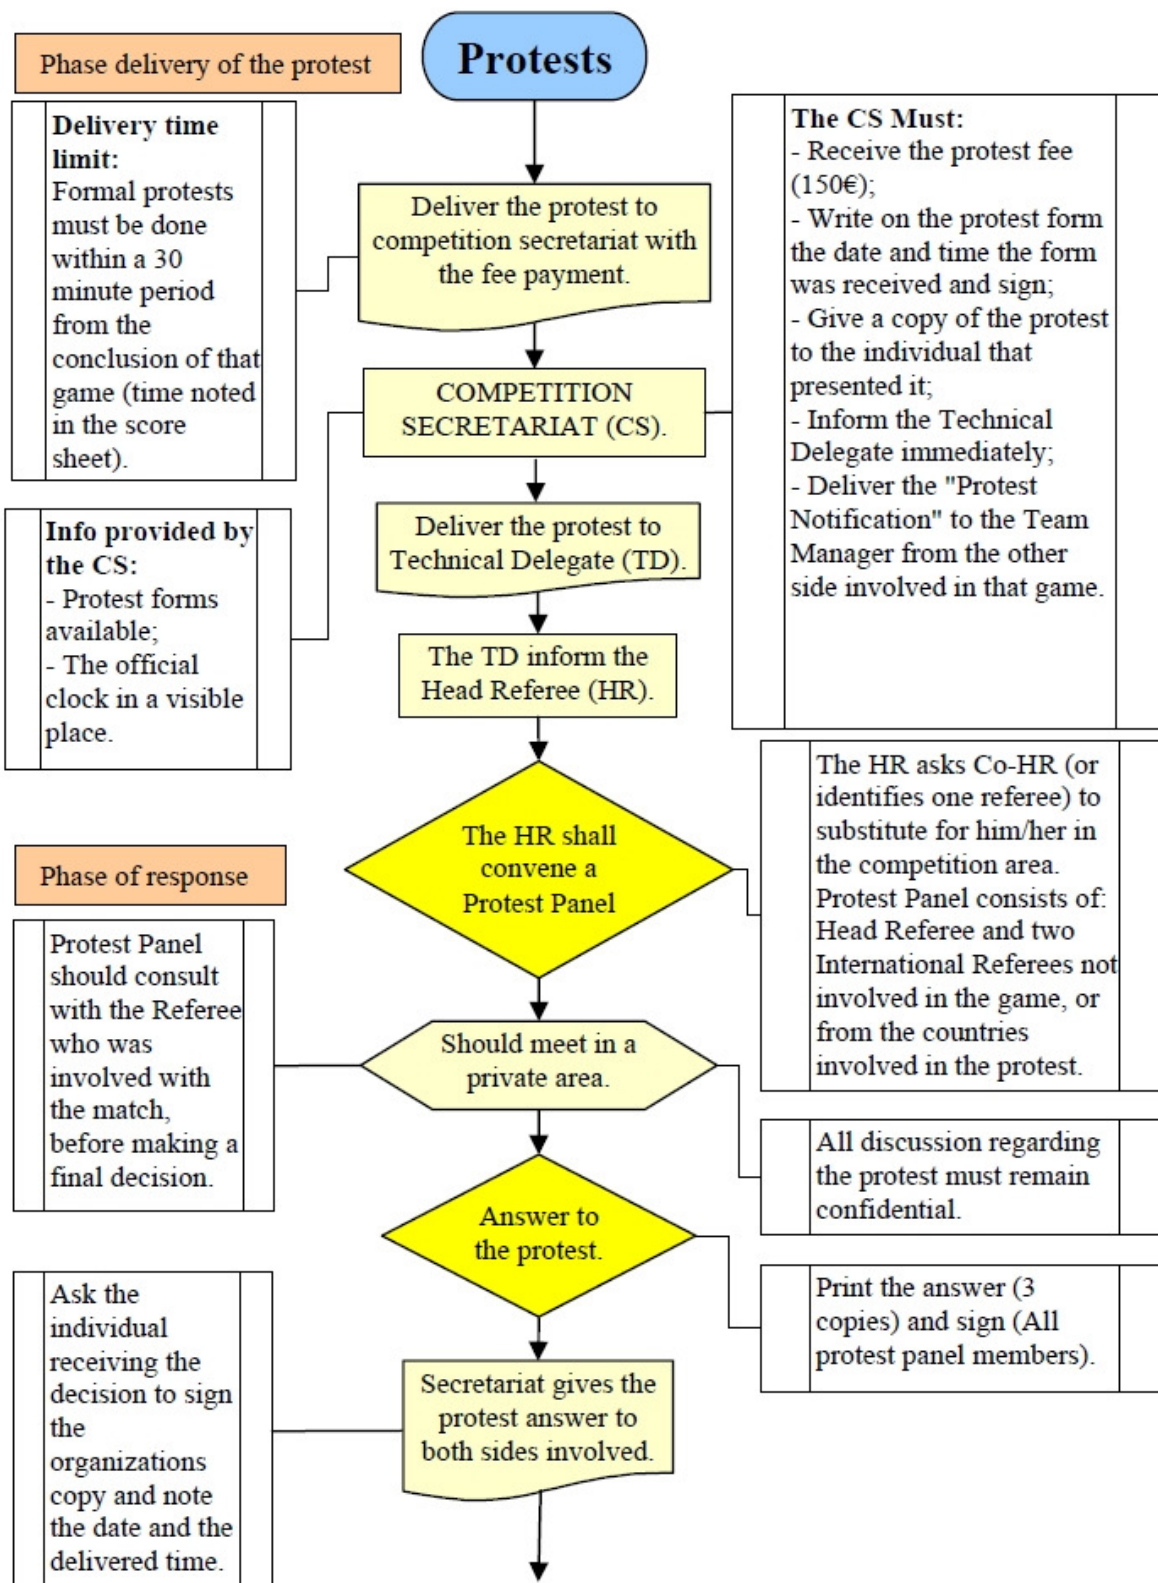 Protests
Phase delivery of the protest
Delivery time
limit:
Formal protests
must be done
within a 30
minute period
from the
conclusion of that
game (time noted
in the score
sheet).
Deliver the protest to
competition secretariat with
the fee payment.
The CS Must:
- Receive the protest fee
(150€);
- Write on the protest form
the date and time the form
was received and sign;
- Give a copy of the protest
to the individual that
presented it;
- Inform the Technical
Delegate immediately;
- Deliver the "Protest
Notification" to the Team
Manager from the other
side involved in that game.
COMPETITION
SECRETARIAT (CS).
Info provided by
the CS:
- Protest forms
available;
- The official
clock in a visible
place.
Deliver the protest to
Technical Delegate (TD).
The TD inform the
Head Referee (HR).
The HR shall
convene a
Protest Panel
The HR asks Co-HR (or
identifies one referee) to
substitute for him/her in
the competition area.
Protest Panel consists of:
Head Referee and two
International Referees not
involved in the game, or
from the countries
involved in the protest.
Phase of response
Protest Panel
should consult
with the Referee
who was
involved with
the match,
before making a
final decision.
Should meet in a
private area.
All discussion regarding
the protest must remain
confidential.
Answer to
the protest.
Print the answer (3
copies) and sign (All
protest panel members).
Ask the
individual
receiving the
decision to sign
the
organizations
copy and note
the date and the
delivered time.
Secretariat gives the
protest answer to
both sides involved.